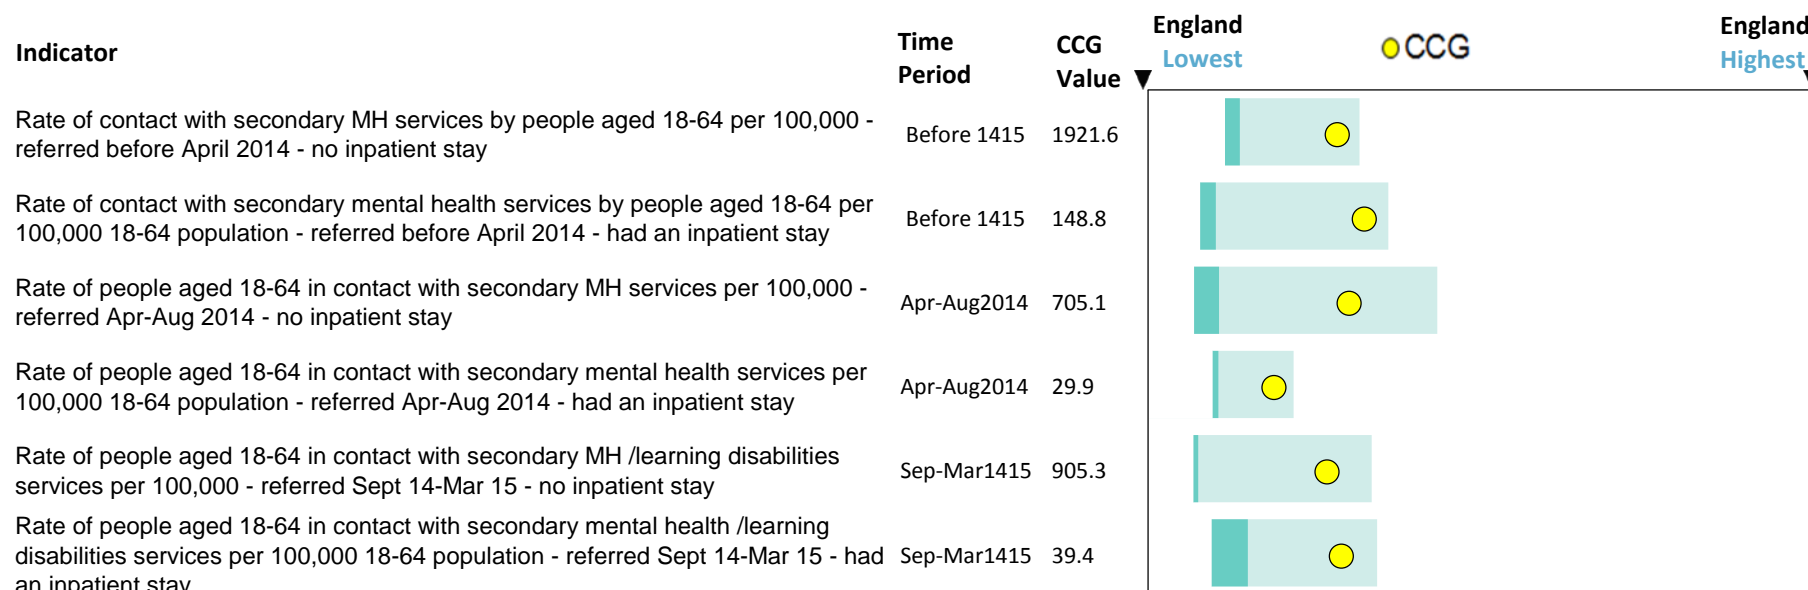 Indicator
Time Period
CCG Value
England Lowest
CCG
England Highest
Rate of contact with secondary MH services by people aged 18-64 per 100,000 -
referred before April 2014 - no inpatient stay
Before 1415 1921.6
Rate of contact with secondary mental health services by people aged 18-64 per
100,000 18-64 population - referred before April 2014 - had an inpatient stay
Before 1415 148.8
Rate of people aged 18-64 in contact with secondary MH services per 100,000 -
referred Apr-Aug 2014 - no inpatient stay
Apr-Aug2014 705.1
Rate of people aged 18-64 in contact with secondary mental health services per
100,000 18-64 population - referred Apr-Aug 2014 - had an inpatient stay
Apr-Aug2014 29.9
Rate of people aged 18-64 in contact with secondary MH /learning disabilities
services per 100,000 - referred Sept 14-Mar 15 - no inpatient stay
Sep-Mar1415 905.3
Rate of people aged 18-64 in contact with secondary mental health /learning
disabilities services per 100,000 18-64 population - referred Sept 14-Mar 15 - had
an inpatient stay
Sep-Mar1415 39.4